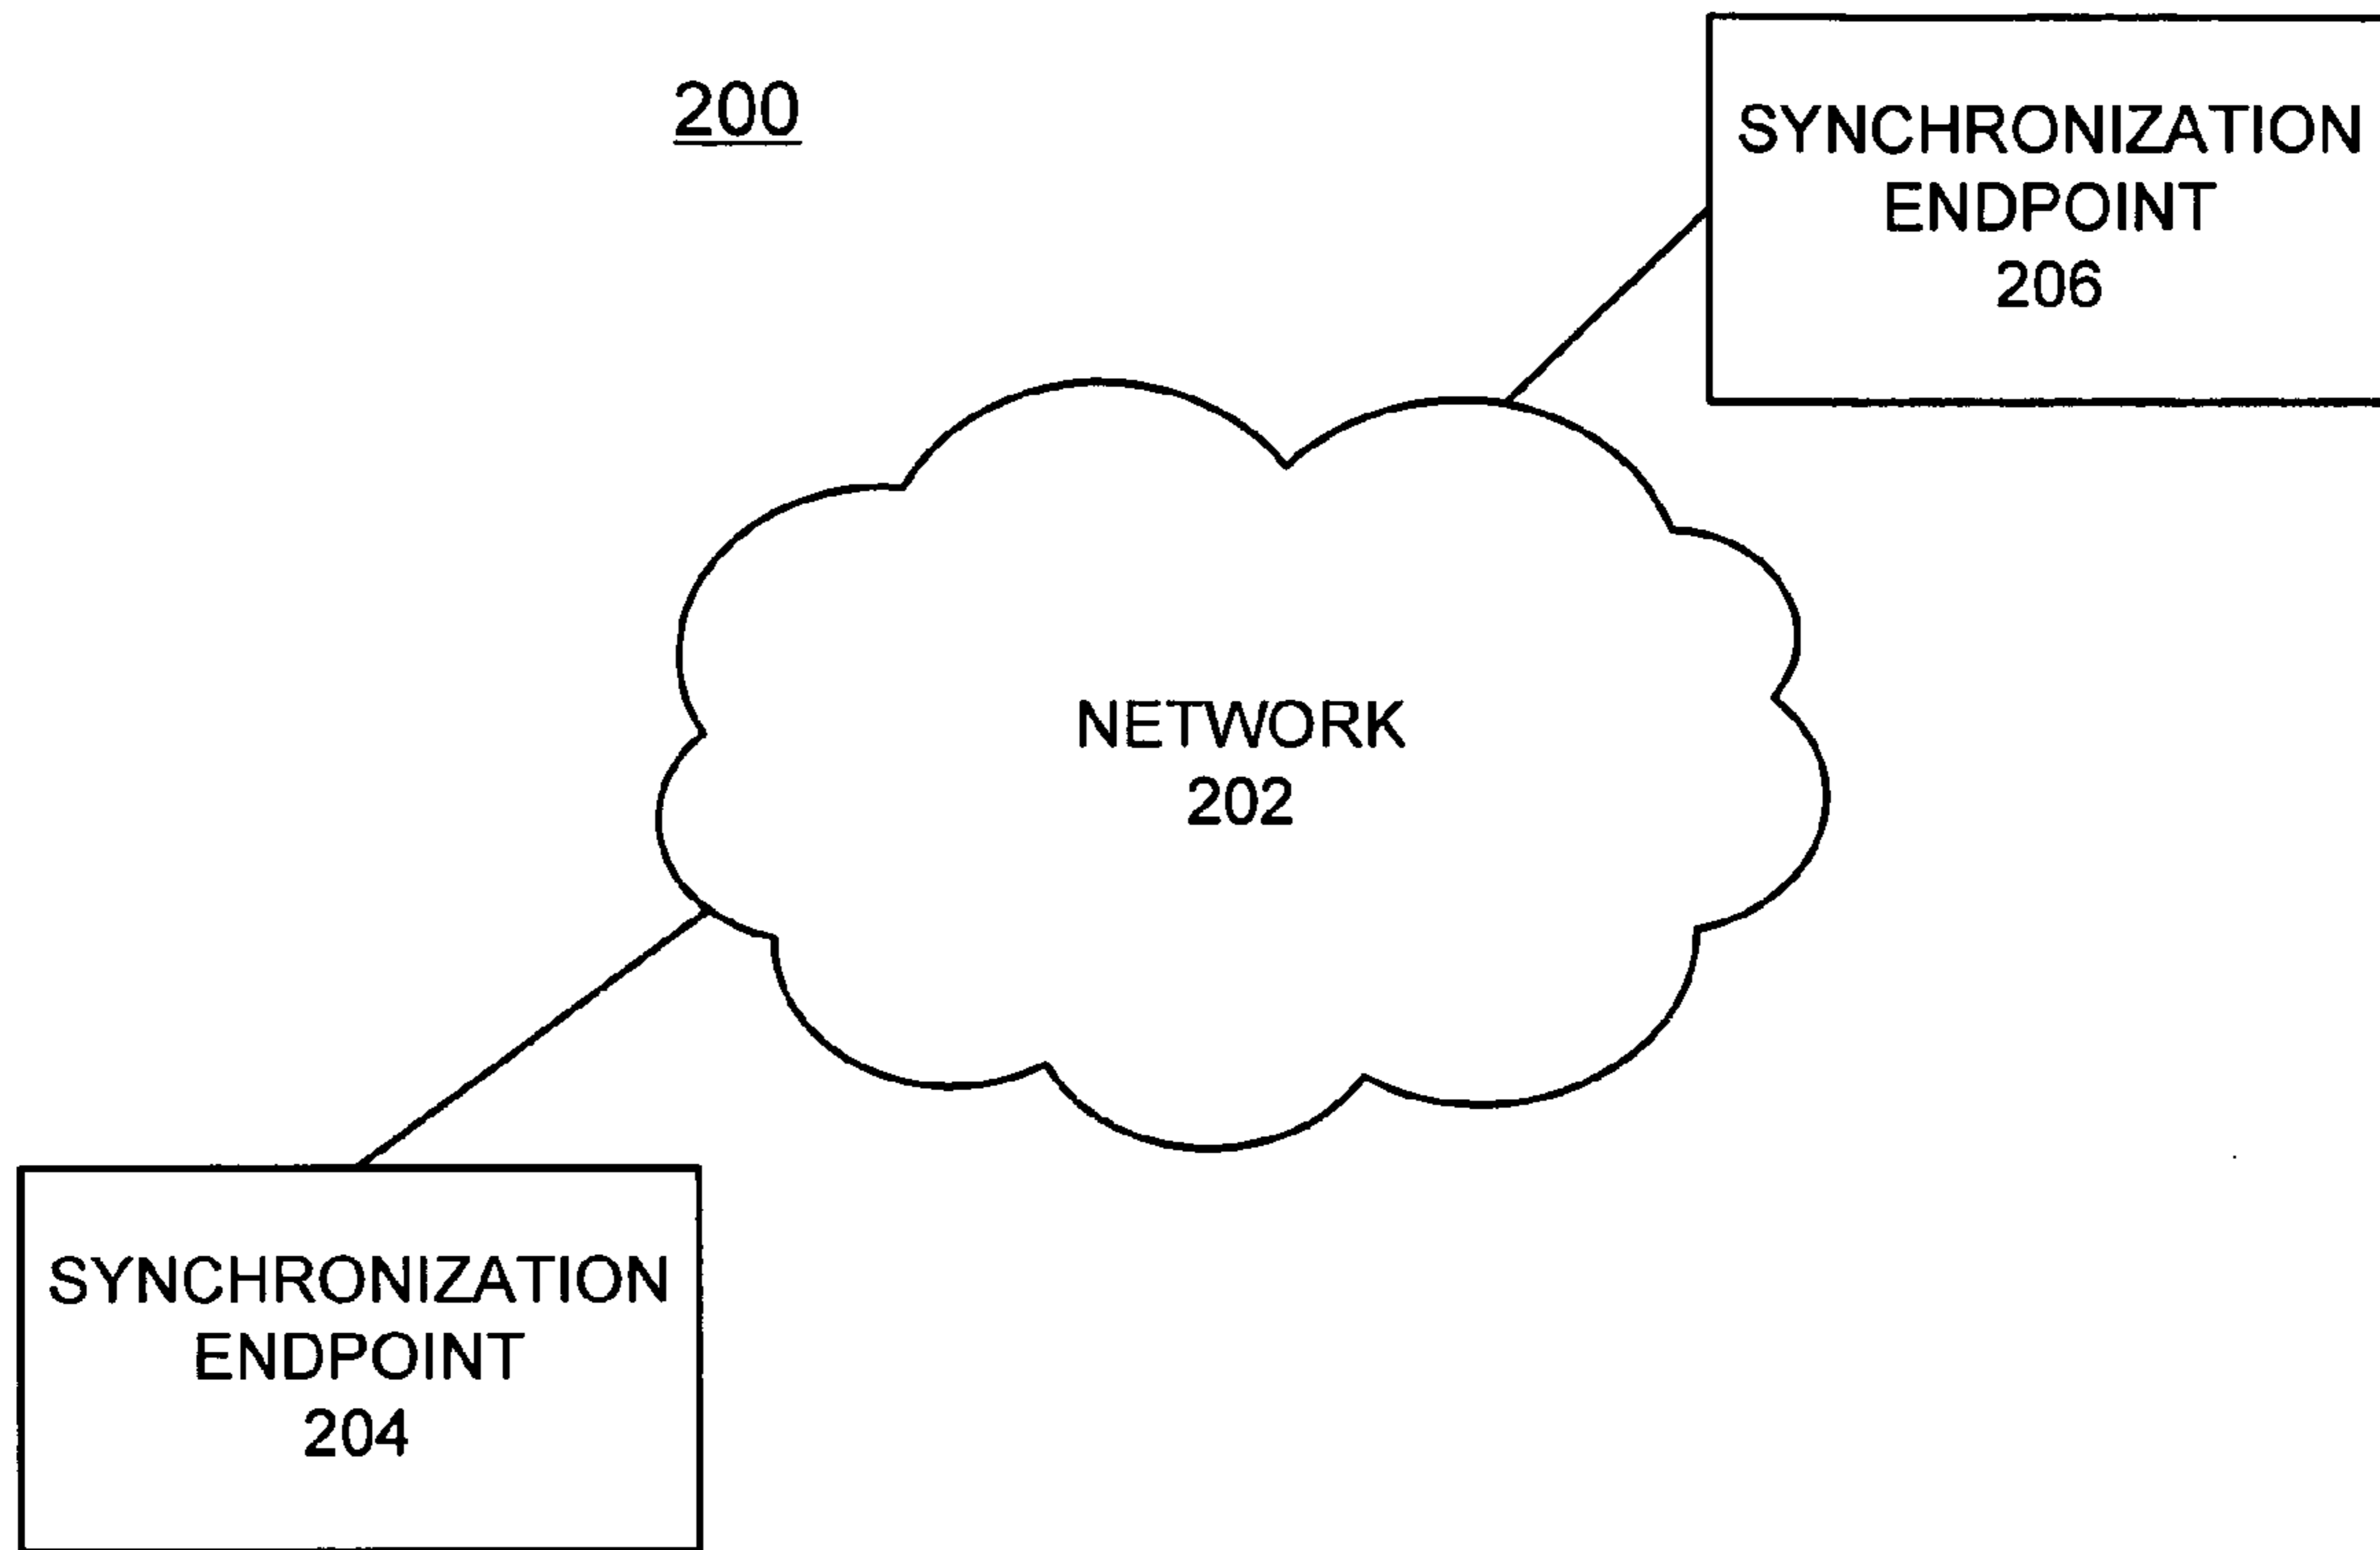 200
SYNCHRONIZATION
ENDPOINT
206
NETWORK
202
SYNCHRONIZATION
ENDPOINT
204